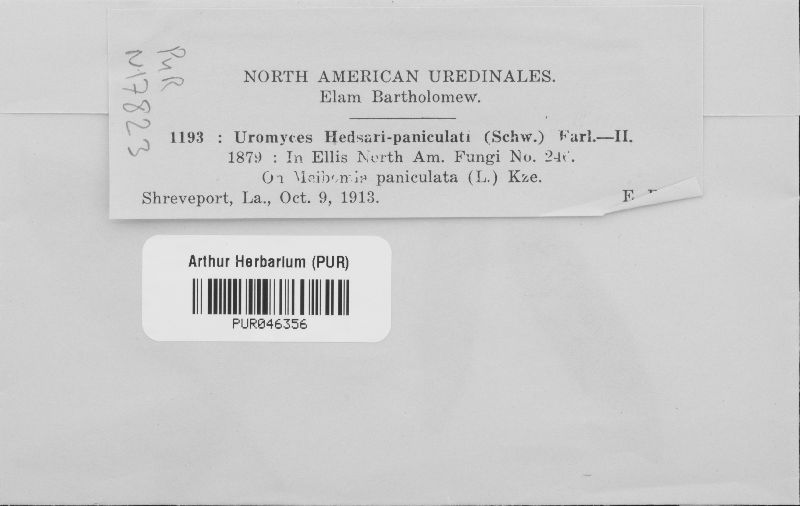 PUR
N17823
NORTH AMERICAN UREDINALES.
Elam Bartholomew.
1193 : Uromyces Hedsari-paniculati (Schw.) Farl.—II.
1879 : In Ellis North Am. Fungi No. 246.
On Meibomia paniculata (L.) Kze.
Shreveport, La., Oct. 9, 1913. E.
Arthur Herbarium (PUR)
PUR046356